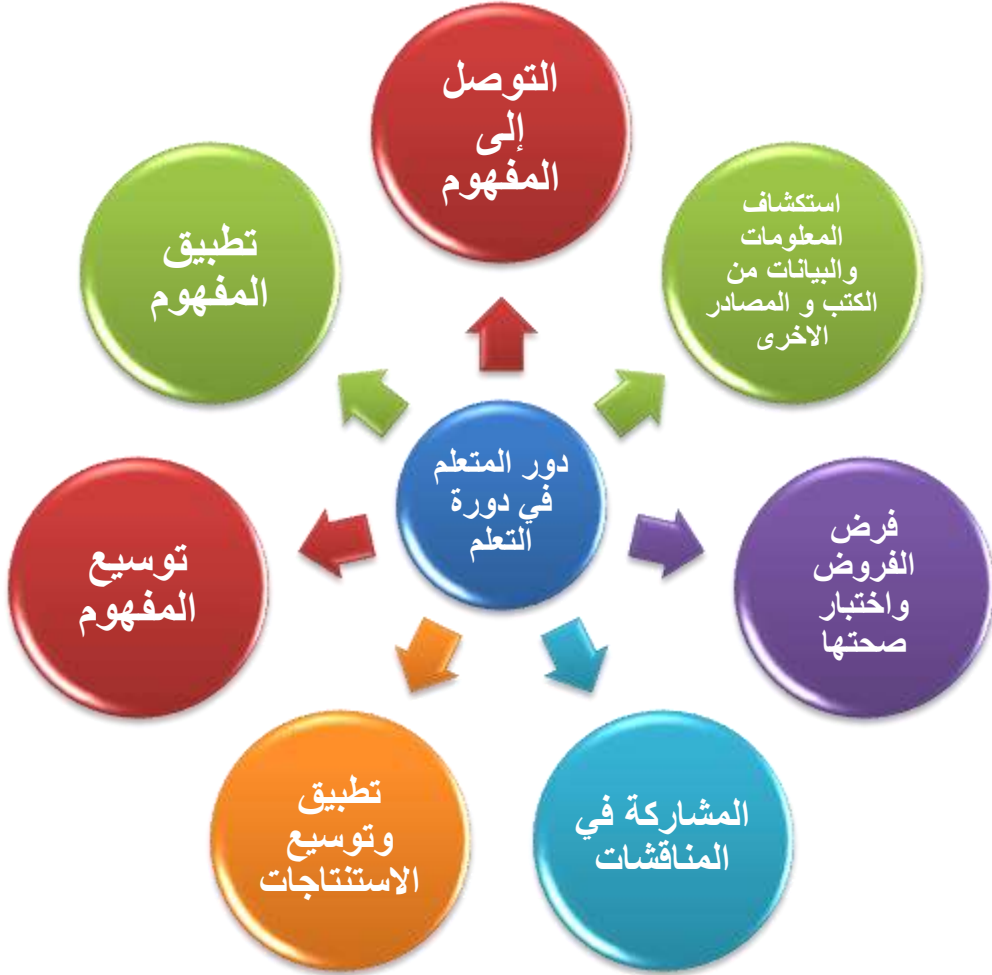 التوصل
إلى
المفهوم
استكشاف
المعلومات
والبيانات من
الكتب و المصادر
الاخرى
فرض
الفروض
واختبار
صحتها
المشاركة في
المناقشات
تطبيق
وتوسيع
الاستنتاجات
توسيع
المفهوم
تطبيق
المفهوم
دور المتعلم
في دورة
التعلم